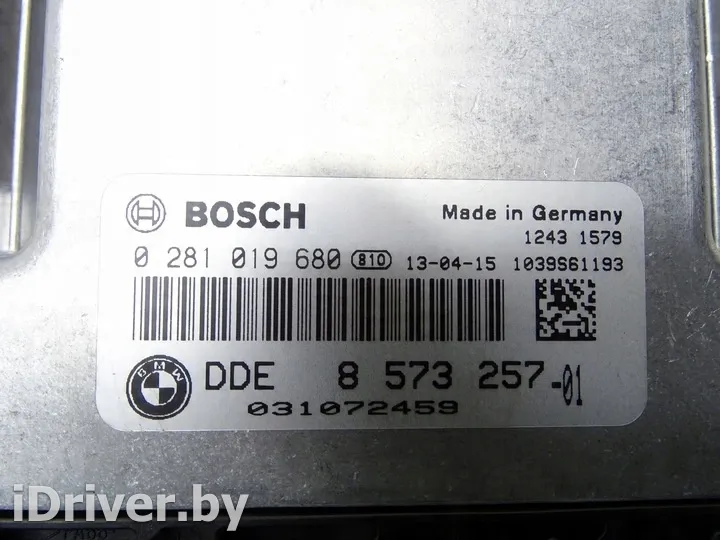 BOSCH
Made in Germany
1243 1579
0 281 019 680 810 13-04-15 1039S61193
BMW
DDE 8 573 257-01
031072459
iDriver.by